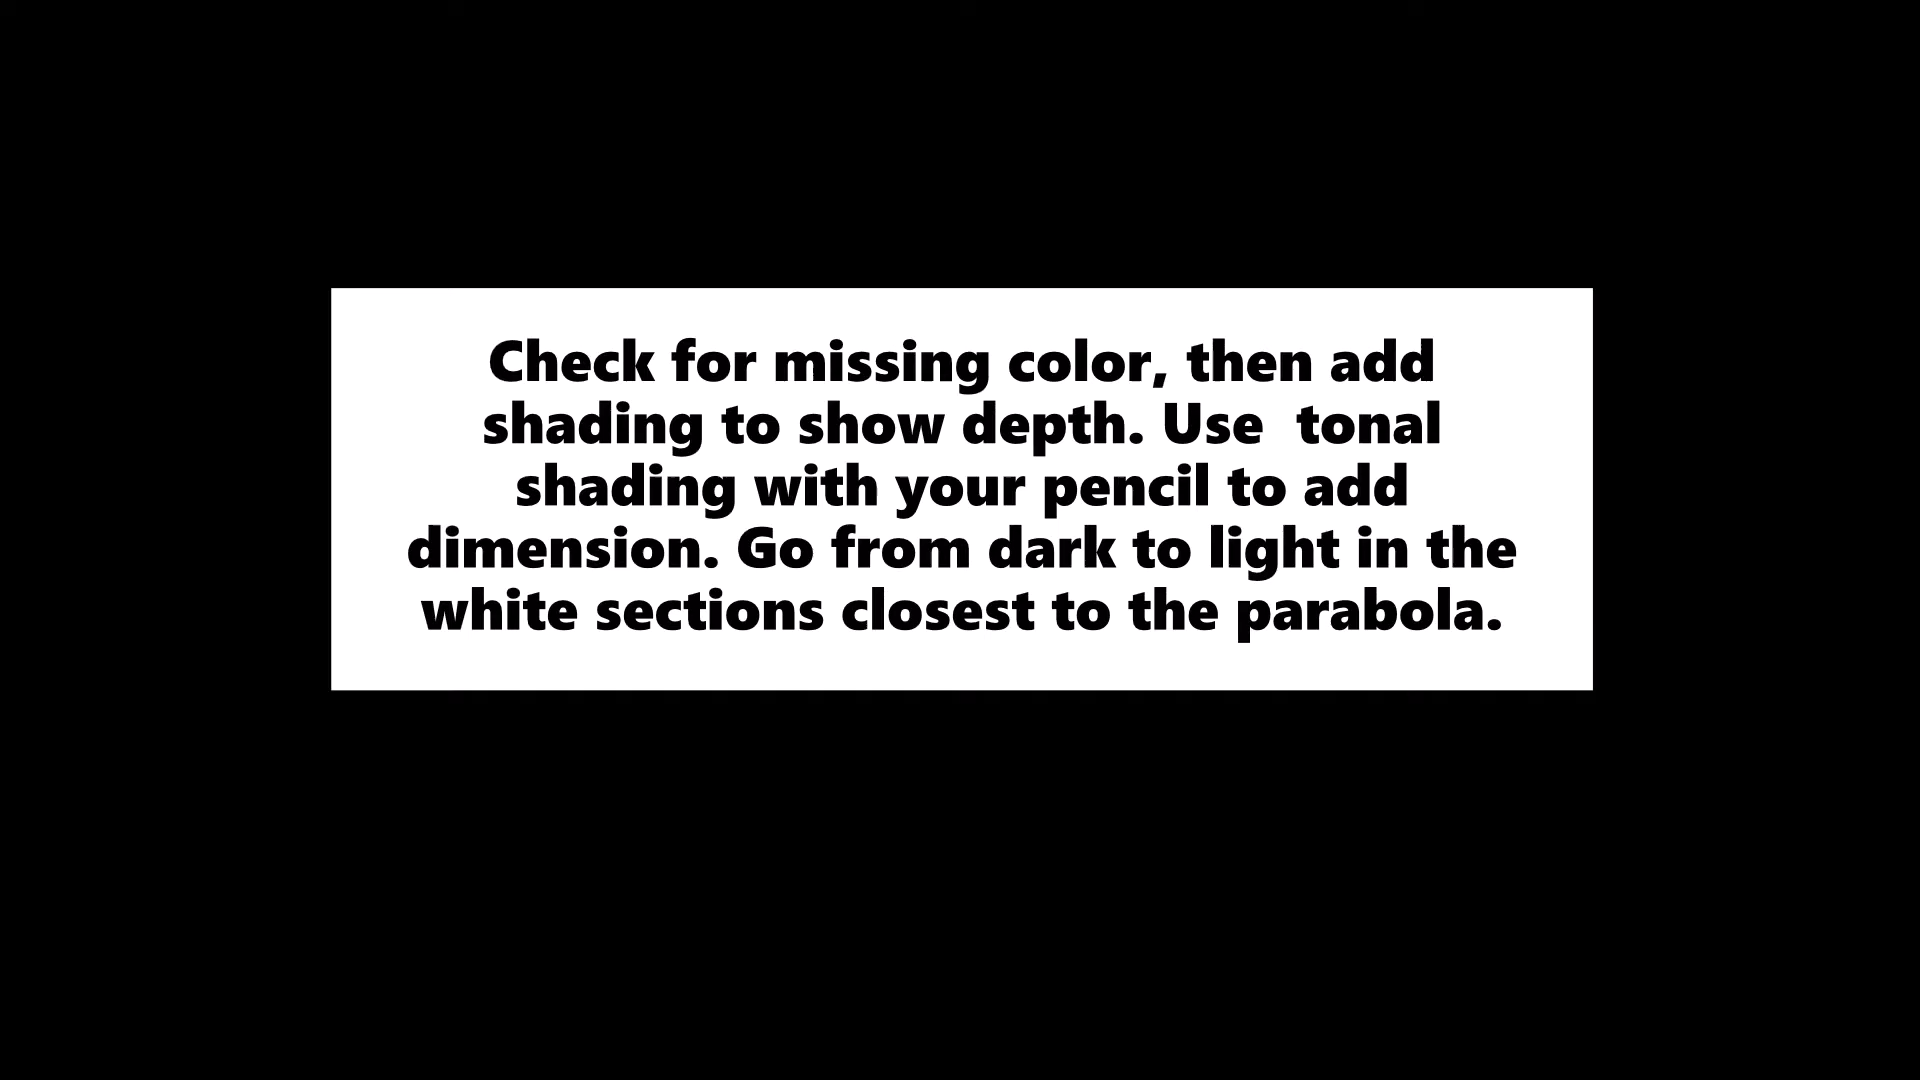 Check for missing color, then add
shading to show depth. Use  tonal
shading with your pencil to add
dimension. Go from dark to light in the
white sections closest to the parabola.